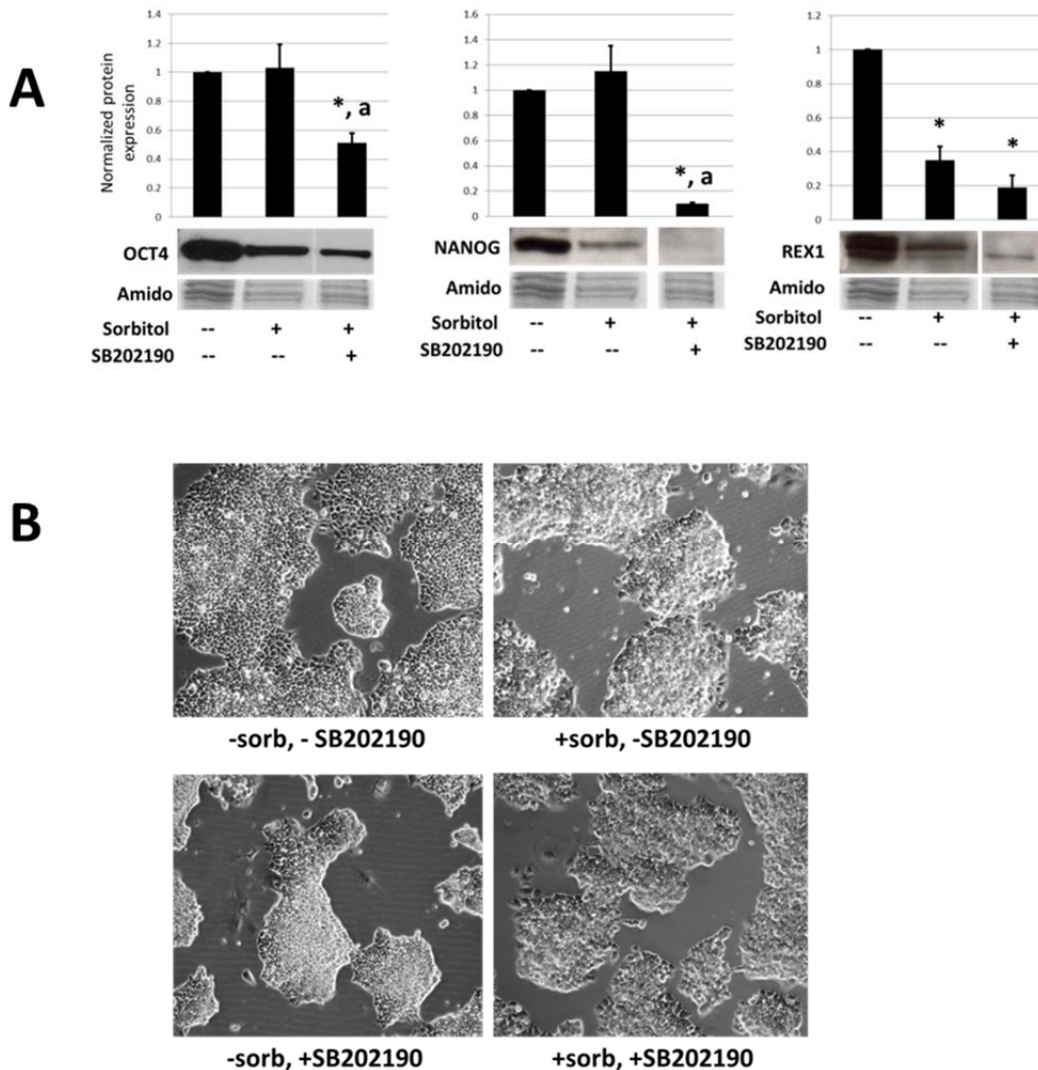 A
Normalized protein
expression
1.4
1.2
1
0.8
0.6
0.4
0.2
0
*, a
OCT4
Amido
Sorbitol -- + +
SB202190 -- -- +
1.6
1.4
1.2
1
0.8
0.6
0.4
0.2
0
*, a
NANOG
Amido
Sorbitol -- + +
SB202190 -- -- +
1.2
1
0.8
0.6
0.4
0.2
0
* *
REX1
Amido
Sorbitol -- + +
SB202190 -- -- +
B
-sorb, - SB202190
+sorb, -SB202190
-sorb, +SB202190
+sorb, +SB202190